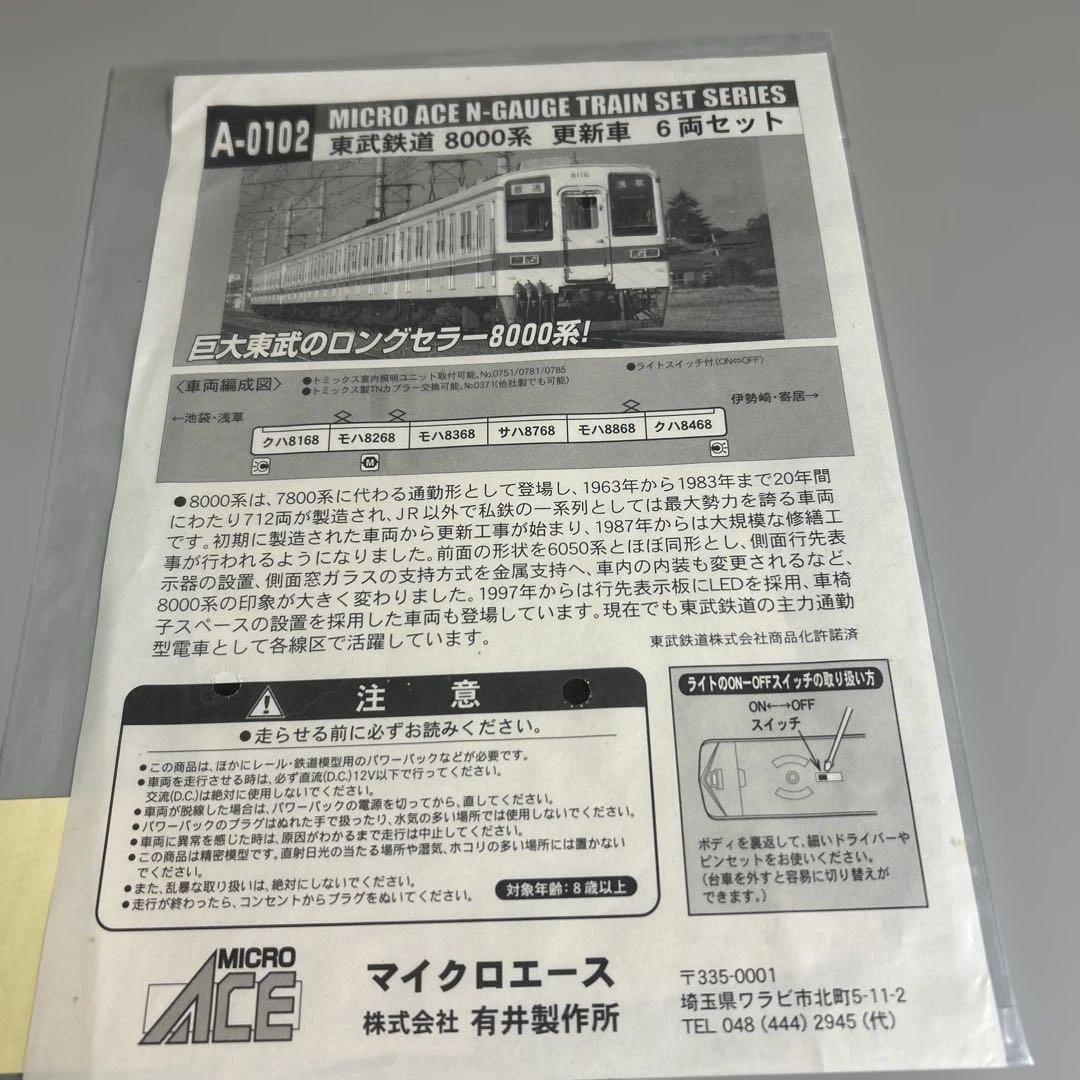 A-0102
MICRO ACE N-GAUGE TRAIN SET SERIES
東武鉄道 8000系 更新車 6両セット
8116
普通
浅草
巨大東武のロングセラー8000系!
〈車両編成図〉
●トミックス室内照明ユニット取付可能。No.0751/0781/0785
●トミックス製TNカプラー交換可能。No.0371(他社製でも可能)
●ライトスイッチ付(ON⇔OFF)
←池袋・浅草
伊勢崎・寄居→
クハ8168 モハ8268 モハ8368 サハ8768 モハ8868 クハ8468
C M C
●8000系は、7800系に代わる通勤形として登場し、1963年から1983年まで20年間
にわたり712両が製造され、JR以外で私鉄の一系列としては最大勢力を誇る車両
です。初期に製造された車両から更新工事が始まり、1987年からは大規模な修繕工
事が行われるようになりました。前面の形状を6050系とほぼ同形とし、側面行先表
示器の設置、側面窓ガラスの支持方式を金属支持へ、車内の内装も変更されるなど、
8000系の印象が大きく変わりました。1997年からは行先表示板にLEDを採用、車椅
子スペースの設置を採用した車両も登場しています。現在でも東武鉄道の主力通勤
型電車として各線区で活躍しています。
東武鉄道株式会社商品化許諾済
注意
●走らせる前に必ずお読みください。
●この商品は、ほかにレール・鉄道模型用のパワーパックなどが必要です。
●車両を走行させる時は、必ず直流(D.C.)12V以下で行ってください。
交流(D.C.)は絶対に使用しないでください。
●車両が脱線した場合は、パワーパックの電源を切ってから、直してください。
●パワーパックのプラグはぬれた手で扱ったり、水気の多い場所では使用しないでください。
●車両に異常を感じた時は、原因がわかるまで走行は中止してください。
●この商品は精密模型です。直射日光の当たる場所や湿気、ホコリの多い場所には置かない
でください。
●また、乱暴な取り扱いは、絶対にしないでください。
●走行が終わったら、コンセントからプラグをぬいてください。
対象年齢:8歳以上
ライトのON-OFFスイッチの取り扱い方
ON←→OFF
スイッチ
ボディを裏返して、細いドライバーや
ピンセットをお使いください。
(台車を外すと容易に切り替えが
できます。)
MICRO
ACE
マイクロエース
株式会社 有井製作所
〒335-0001
埼玉県ワラビ市北町5-11-2
TEL 048 (444) 2945 (代)